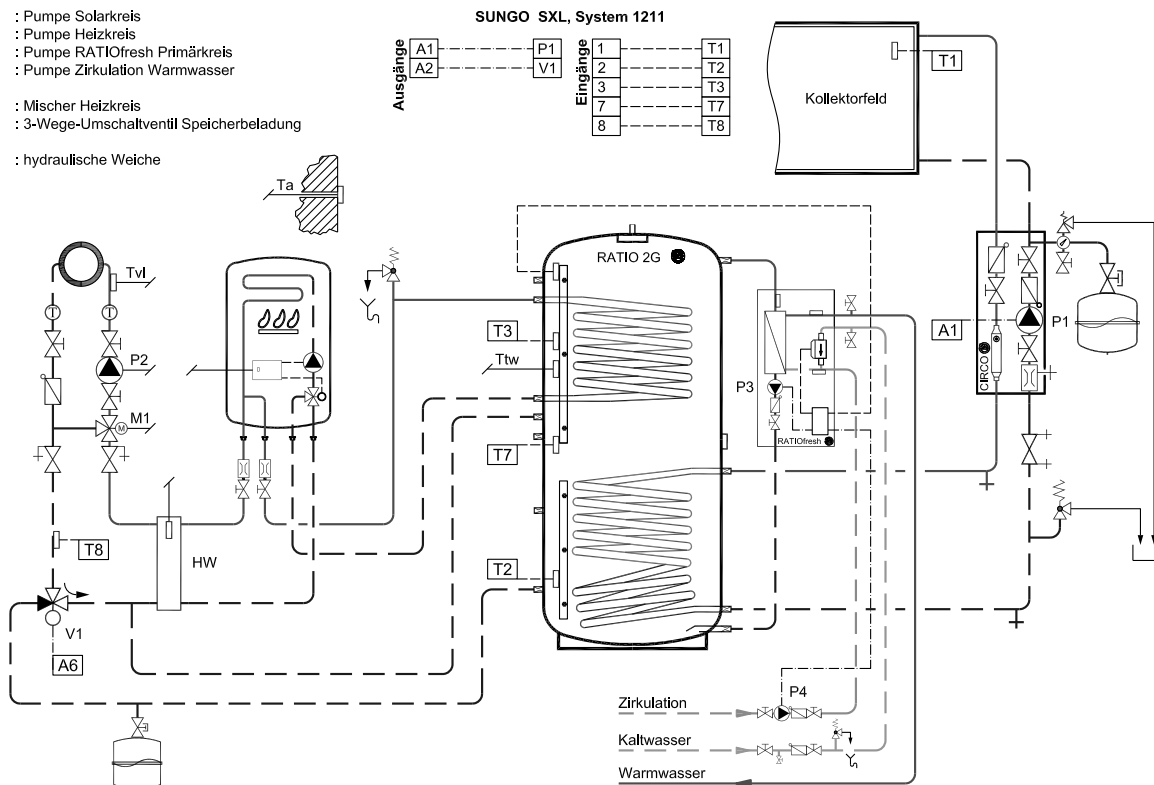 : Pumpe Solarkreis
: Pumpe Heizkreis
: Pumpe RATIOfresh Primärkreis
: Pumpe Zirkulation Warmwasser
: Mischer Heizkreis
: 3-Wege-Umschaltventil Speicherbeladung
: hydraulische Weiche
SUNGO SXL, System 1211
Ausgänge
A1 P1
A2 V1
Eingänge
1 T1
2 T2
3 T3
7 T7
8 T8
Kollektorfeld
T1
Ta
Tvl
RATIO 2G
A1
P1
T3
P2
Ttw
P3
CIRCO
M
M1
T7
RATIOfresh
T8
HW
T2
V1
A6
P4
Zirkulation
Kaltwasser
Warmwasser